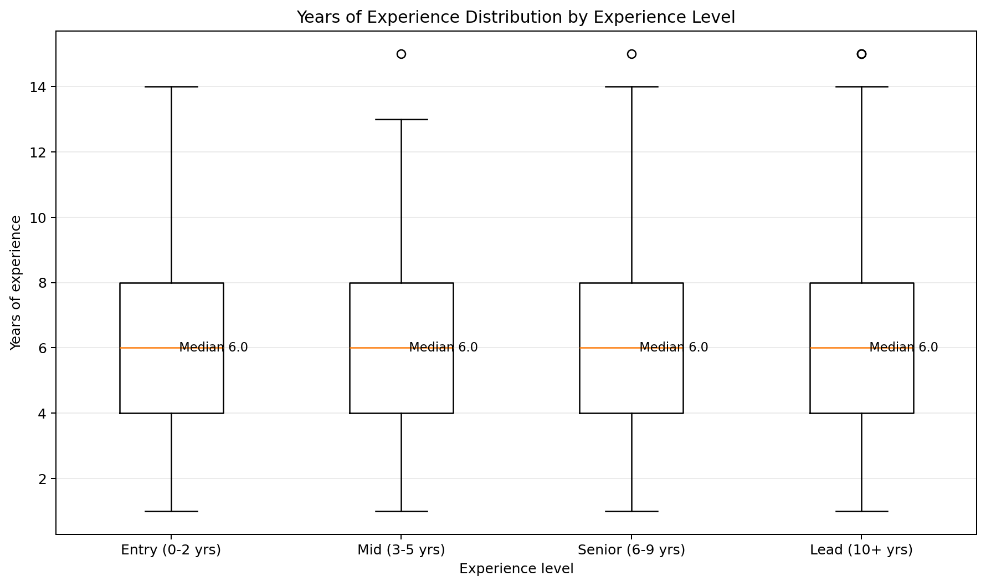 Years of Experience Distribution by Experience Level
Years of experience
14
12
10
8
6
4
2
Median 6.0
Median 6.0
Median 6.0
Median 6.0
Entry (0-2 yrs)
Mid (3-5 yrs)
Senior (6-9 yrs)
Lead (10+ yrs)
Experience level